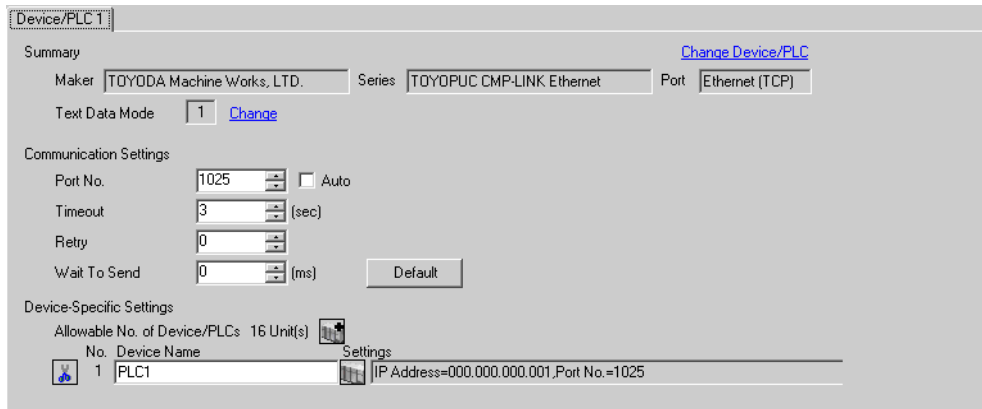 Device/PLC 1
Summary Change Device/PLC
Maker TOYODA Machine Works, LTD. Series TOYOPUC CMP-LINK Ethernet Port Ethernet (TCP)
Text Data Mode 1 Change
Communication Settings
Port No. 1025 Auto
Timeout 3 (sec)
Retry 0
Wait To Send 0 (ms) Default
Device-Specific Settings
Allowable No. of Device/PLCs 16 Unit(s)
No. Device Name Settings
1 PLC1 IP Address=000.000.000.001,Port No.=1025